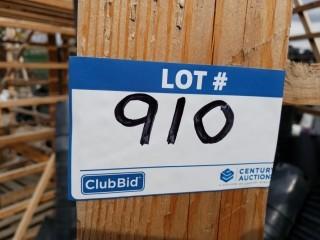 LOT #
910
ClubBid
CENTURY
AUCTION